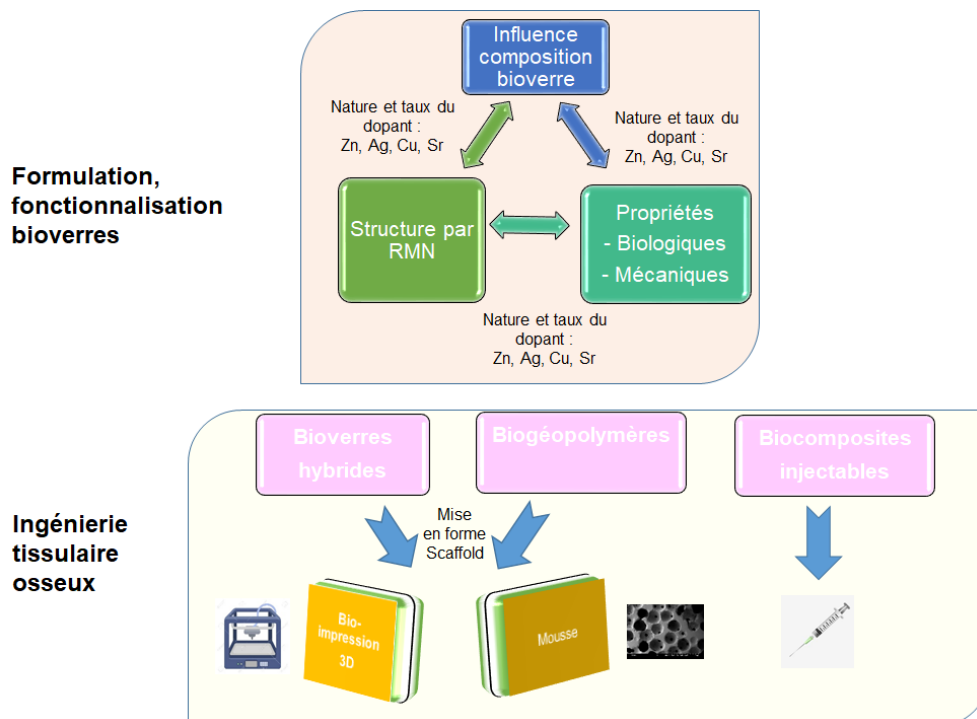 Influence
composition
bioverre
Nature et taux du
dopant :
Zn, Ag, Cu, Sr
Nature et taux du
dopant :
Zn, Ag, Cu, Sr
Formulation,
fonctionnalisation
bioverres
Structure par
RMN
Propriétés
- Biologiques
- Mécaniques
Nature et taux du
dopant :
Zn, Ag, Cu, Sr
Bioverres
hybrides
Biogéopolymères
Biocomposites
injectables
Ingénierie
tissulaire
osseux
Mise
en forme
Scaffold
Bio-
impression
3D
Mousse